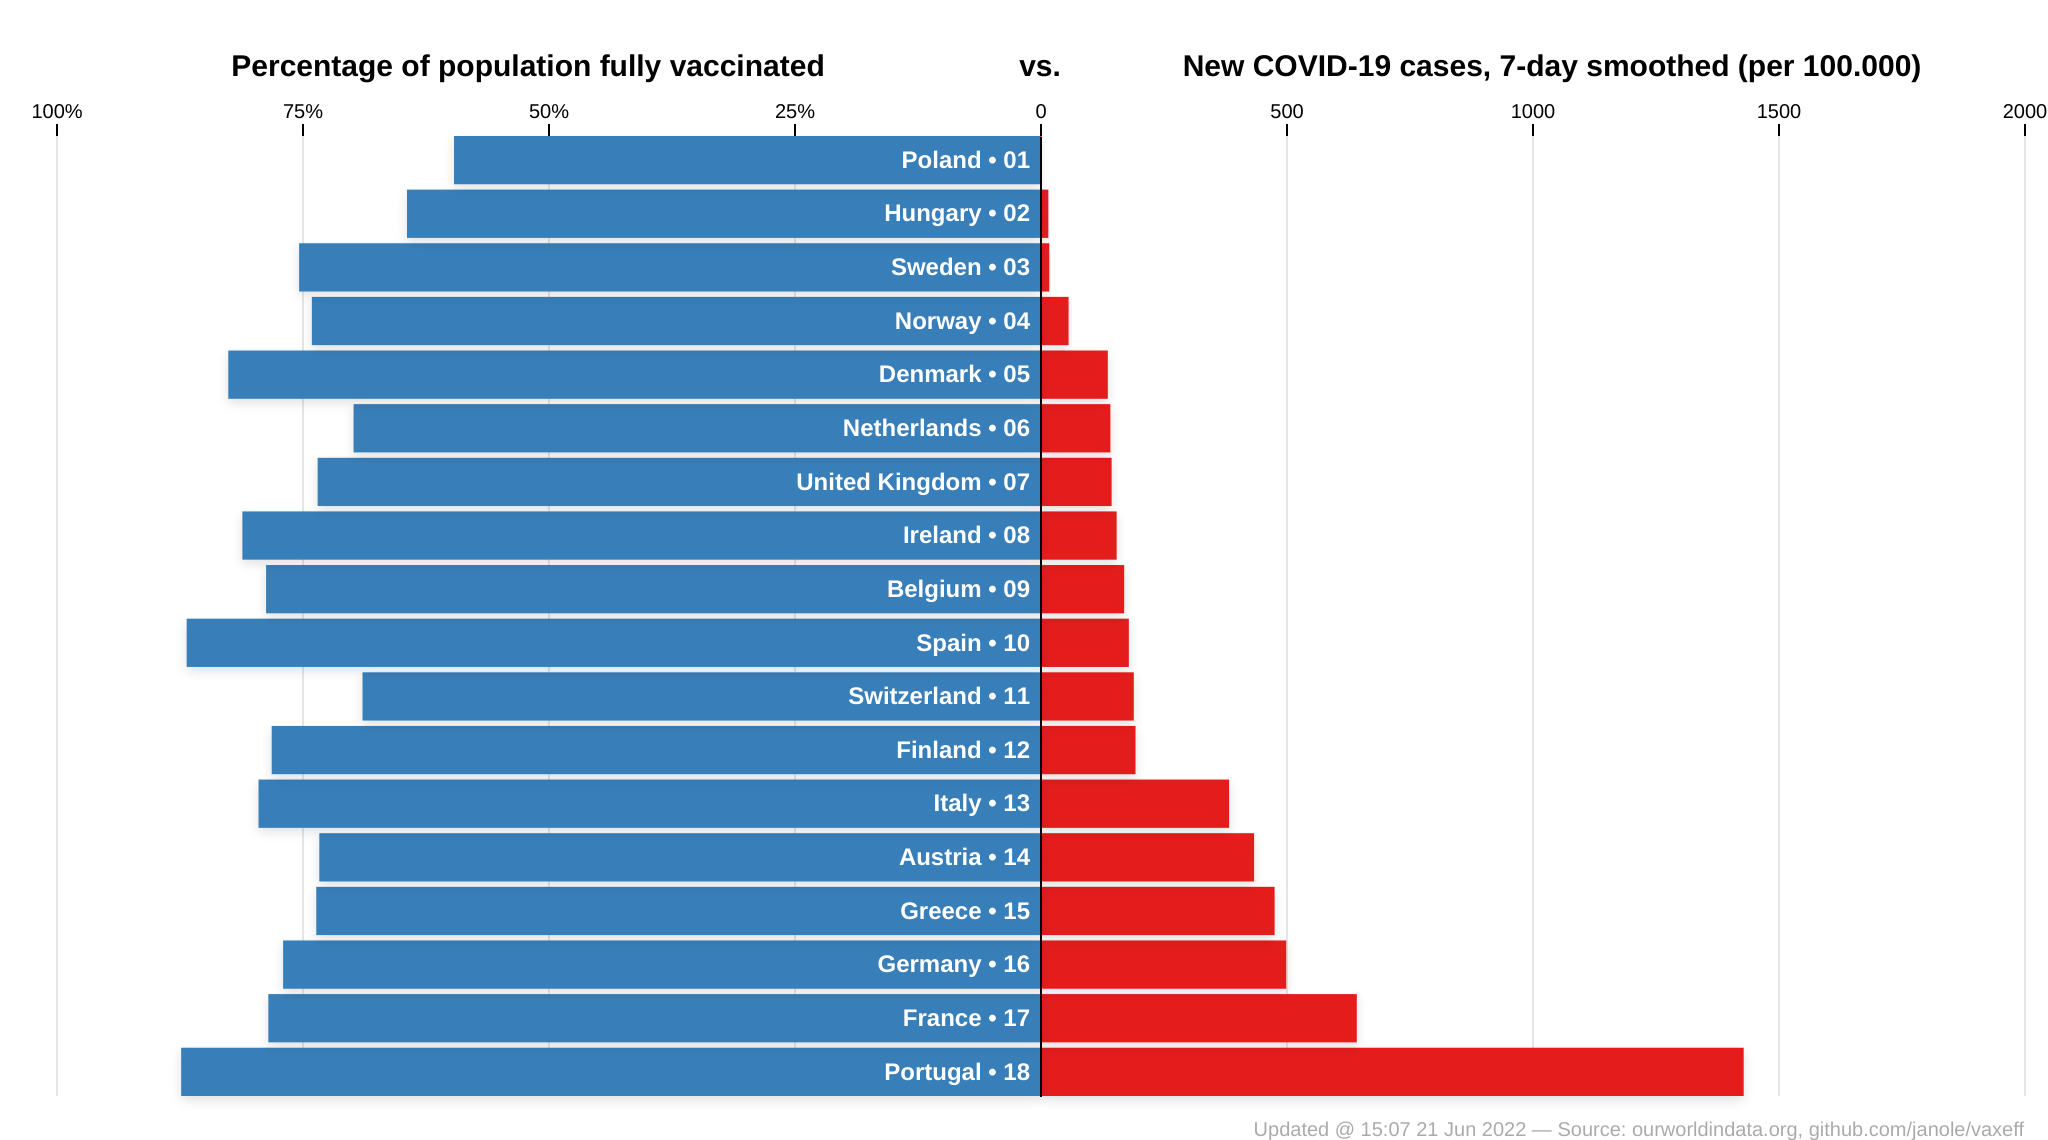 Percentage of population fully vaccinated vs. New COVID-19 cases, 7-day smoothed (per 100.000)
100% 75% 50% 25% 0 500 1000 1500 2000
Poland • 01
Hungary • 02
Sweden • 03
Norway • 04
Denmark • 05
Netherlands • 06
United Kingdom • 07
Ireland • 08
Belgium • 09
Spain • 10
Switzerland • 11
Finland • 12
Italy • 13
Austria • 14
Greece • 15
Germany • 16
France • 17
Portugal • 18
Updated @ 15:07 21 Jun 2022 — Source: ourworldindata.org, github.com/janole/vaxeff